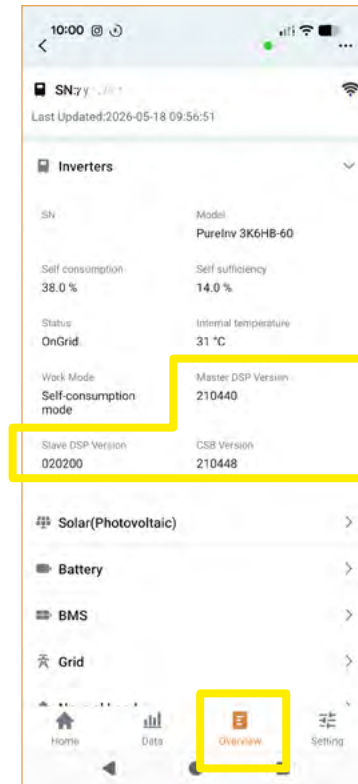 10:00
SN:
Last Updated:2026-05-18 09:56:51
Inverters
SN Model
PureInv 3K6HB-60
Self consumption Self sufficiency
38.0 % 14.0 %
Status Internal temperature
OnGrid 31 °C
Work Mode Master DSP Version
Self-consumption 210440
mode
Slave DSP Version CSB Version
020200 210448
Solar(Photovoltaic)
Battery
BMS
Grid
Home Data Overview Setting